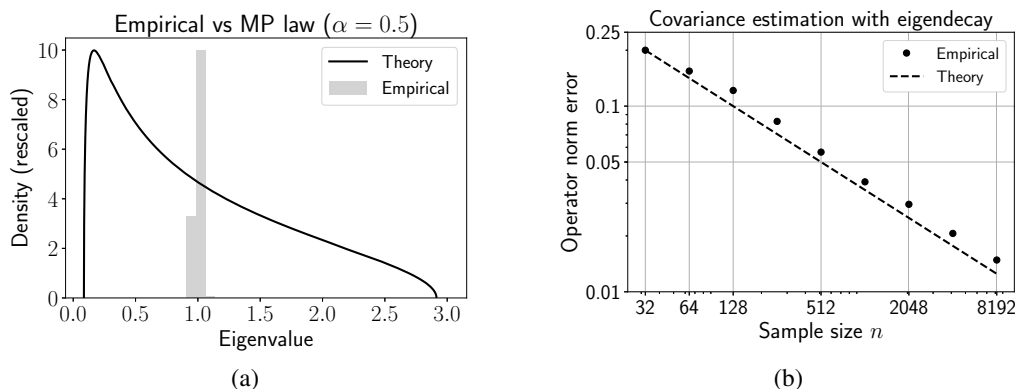 Empirical vs MP law (α = 0.5)
Density (rescaled)
10
8
6
4
2
0
0.0 0.5 1.0 1.5 2.0 2.5 3.0
Eigenvalue
Theory
Empirical
(a)
Covariance estimation with eigendecay
Operator norm error
0.25
0.1
0.05
0.01
32 64 128 512 2048 8192
Sample size n
Empirical
Theory
(b)